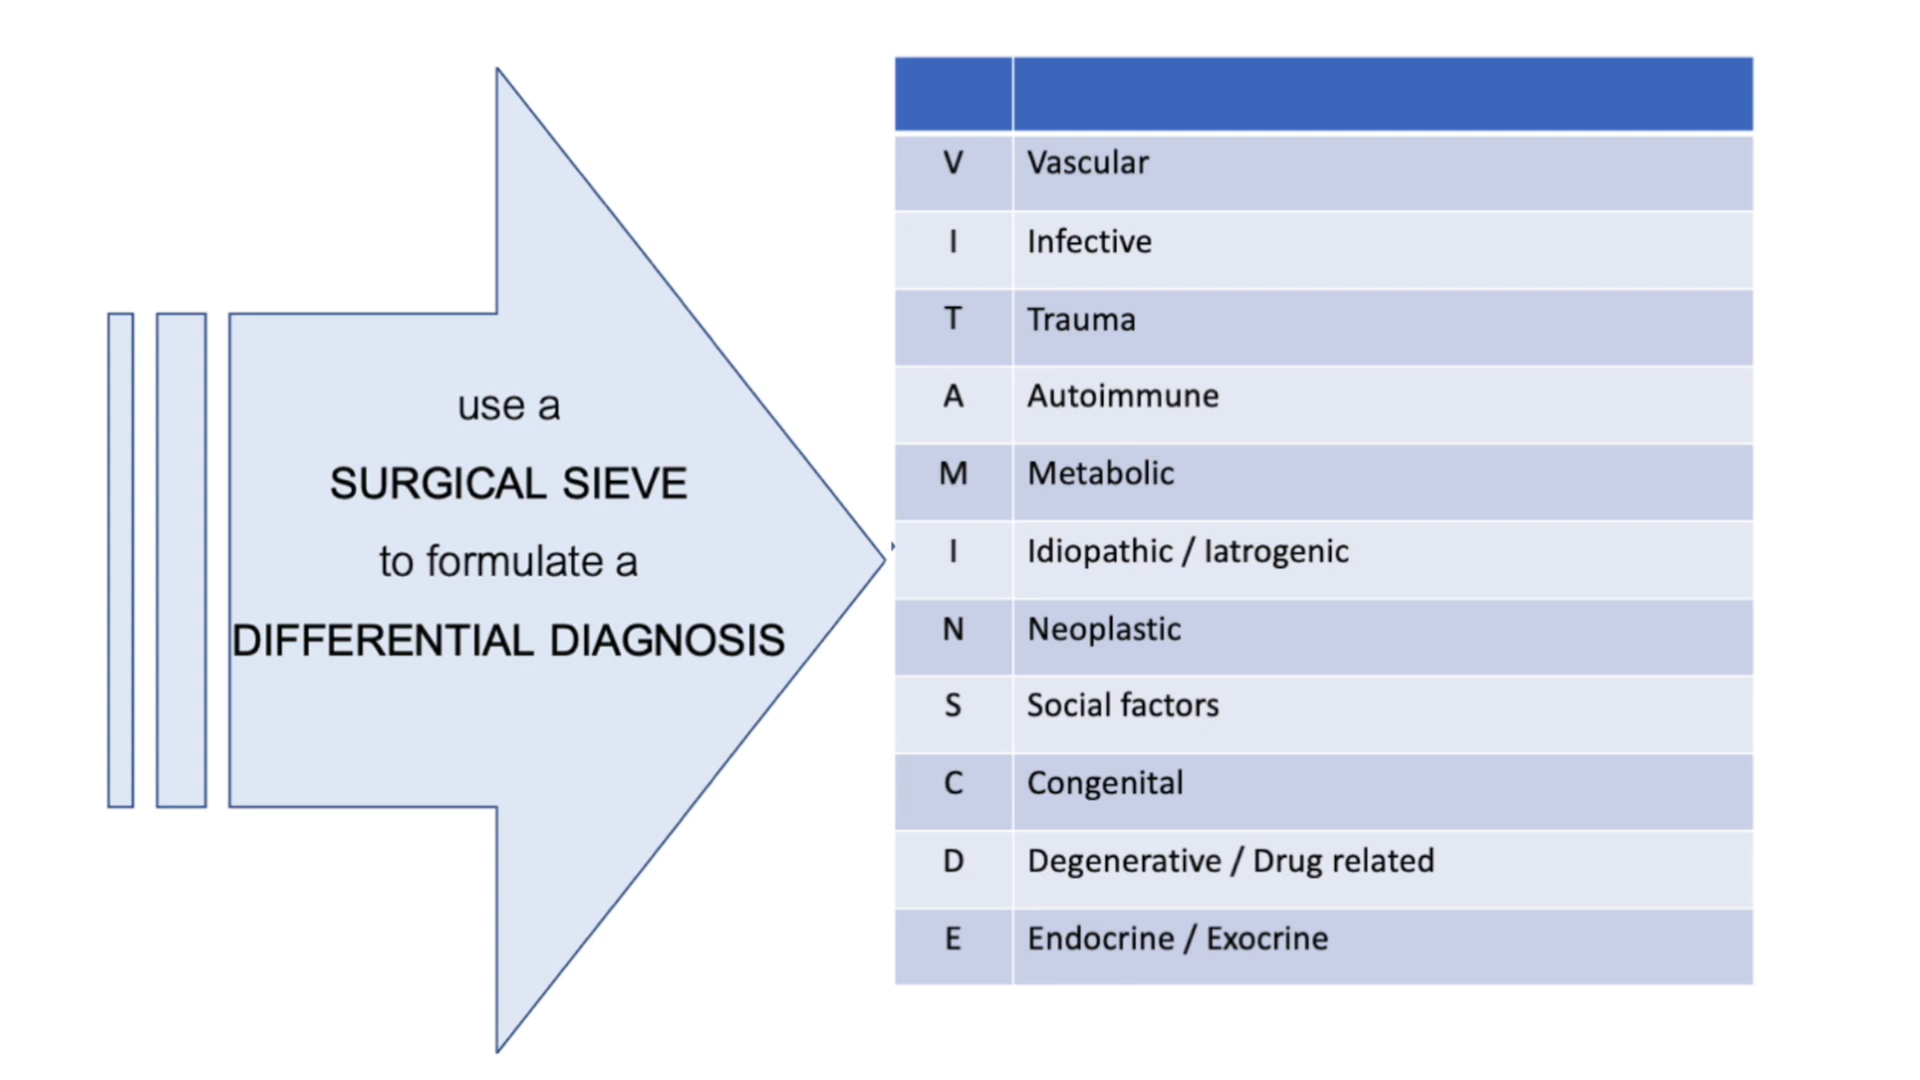 use a
SURGICAL SIEVE
to formulate a
DIFFERENTIAL DIAGNOSIS
V Vascular
I Infective
T Trauma
A Autoimmune
M Metabolic
I Idiopathic / Iatrogenic
N Neoplastic
S Social factors
C Congenital
D Degenerative / Drug related
E Endocrine / Exocrine